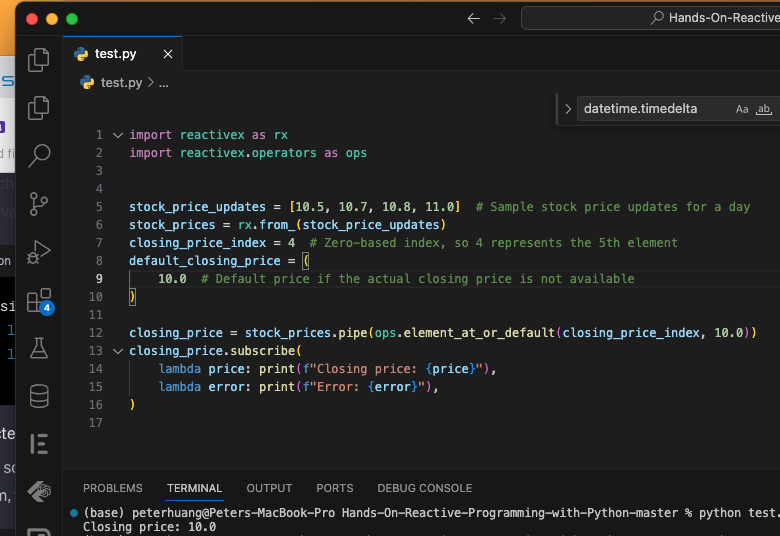 Hands-On-Reactive
test.py
test.py > ...
datetime.timedelta Aa ab
1 import reactivex as rx
2 import reactivex.operators as ops
3
4
5 stock_price_updates = [10.5, 10.7, 10.8, 11.0]  # Sample stock price updates for a day
6 stock_prices = rx.from_(stock_price_updates)
7 closing_price_index = 4  # Zero-based index, so 4 represents the 5th element
8 default_closing_price = (
9     10.0  # Default price if the actual closing price is not available
10 )
11
12 closing_price = stock_prices.pipe(ops.element_at_or_default(closing_price_index, 10.0))
13 closing_price.subscribe(
14     lambda price: print(f"Closing price: {price}"),
15     lambda error: print(f"Error: {error}"),
16 )
17
4
PROBLEMS TERMINAL OUTPUT PORTS DEBUG CONSOLE
(base) peterhuang@Peters-MacBook-Pro Hands-On-Reactive-Programming-with-Python-master % python test.
Closing price: 10.0